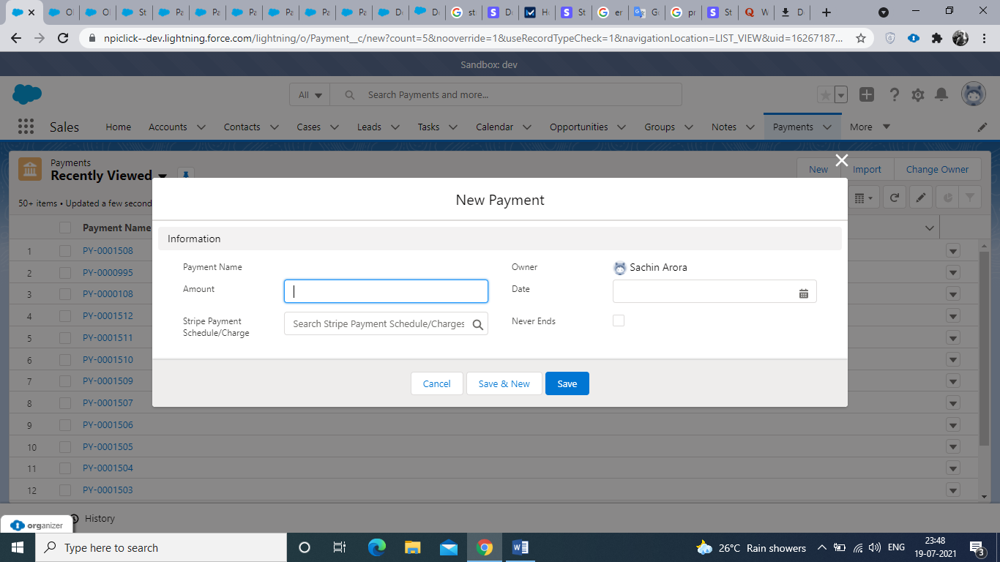 Ol
Ol
St
Pa
Pa
Pa
Pa
Pa
Pa
De
De
st
De
He
St
er
Go
pr
St
W
D
npiclick--dev.lightning.force.com/lightning/o/Payment__c/new?count=5&nooverride=1&useRecordTypeCheck=1&navigationLocation=LIST_VIEW&uid=16267187...
Sandbox: dev
All
Search Payments and more...
Sales
Home
Accounts
Contacts
Cases
Leads
Tasks
Calendar
Opportunities
Groups
Notes
Payments
More
Payments
Recently Viewed
New
Import
Change Owner
50+ items • Updated a few second
Payment Name
1 PY-0001508
2 PY-0000995
3 PY-0000108
4 PY-0001512
5 PY-0001511
6 PY-0001510
7 PY-0001509
8 PY-0001507
9 PY-0001506
10 PY-0001505
11 PY-0001504
12 PY-0001503
New Payment
Information
Payment Name
Owner
Sachin Arora
Amount
Date
Stripe Payment
Schedule/Charge
Search Stripe Payment Schedule/Charges
Never Ends
Cancel
Save & New
Save
History
organizer
Type here to search
26°C Rain showers
ENG
23:48
19-07-2021
3